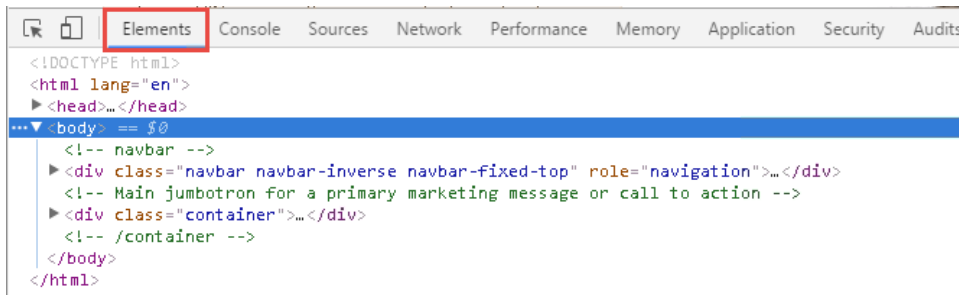 Elements Console Sources Network Performance Memory Application Security Audits
<!DOCTYPE html>
<html lang="en">
▶<head>…</head>
…▼<body> == $0
<!-- navbar -->
▶<div class="navbar navbar-inverse navbar-fixed-top" role="navigation">…</div>
<!-- Main jumbotron for a primary marketing message or call to action -->
▶<div class="container">…</div>
<!-- /container -->
</body>
</html>